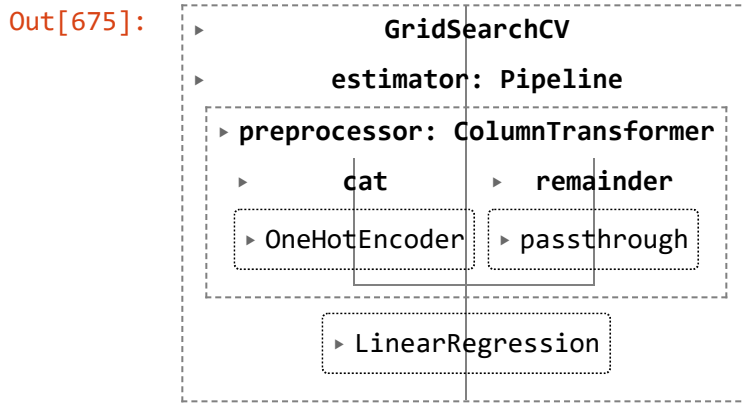 Out[675]:
GridSearchCV
estimator: Pipeline
preprocessor: ColumnTransformer
cat remainder
OneHotEncoder passthrough
LinearRegression